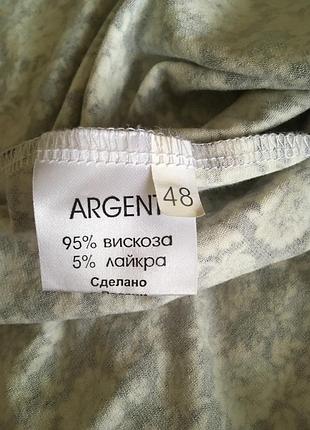 ARGENT
48
95% вискоза
5% лайкра
Сделано